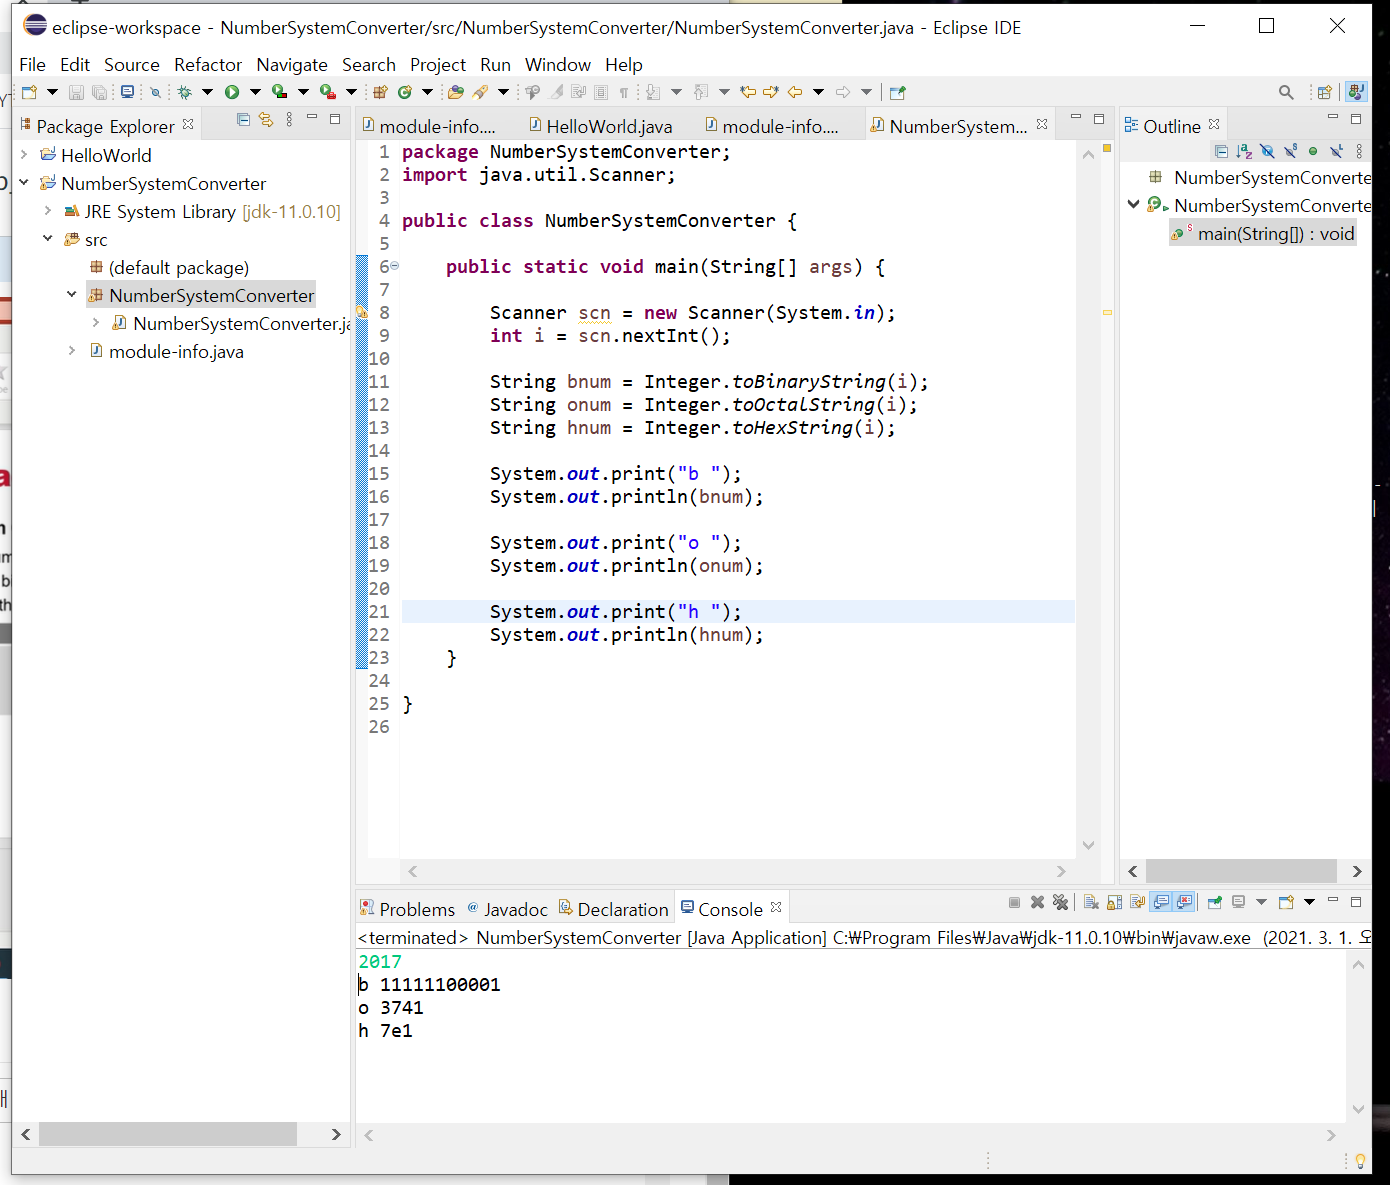 eclipse-workspace - NumberSystemConverter/src/NumberSystemConverter/NumberSystemConverter.java - Eclipse IDE
File Edit Source Refactor Navigate Search Project Run Window Help
Package Explorer
HelloWorld
NumberSystemConverter
JRE System Library [jdk-11.0.10]
src
(default package)
NumberSystemConverter
NumberSystemConverter.ja
module-info.java
module-info.... HelloWorld.java module-info.... NumberSystem...
1 package NumberSystemConverter;
2 import java.util.Scanner;
3
4 public class NumberSystemConverter {
5
6 public static void main(String[] args) {
7
8 Scanner scn = new Scanner(System.in);
9 int i = scn.nextInt();
10
11 String bnum = Integer.toBinaryString(i);
12 String onum = Integer.toOctalString(i);
13 String hnum = Integer.toHexString(i);
14
15 System.out.print("b ");
16 System.out.println(bnum);
17
18 System.out.print("o ");
19 System.out.println(onum);
20
21 System.out.print("h ");
22 System.out.println(hnum);
23 }
24
25 }
26
Outline
NumberSystemConverte
NumberSystemConverte
main(String[]) : void
Problems Javadoc Declaration Console
<terminated> NumberSystemConverter [Java Application] C:₩Program Files₩Java₩jdk-11.0.10₩bin₩javaw.exe (2021. 3. 1. 오
2017
b 11111100001
o 3741
h 7e1